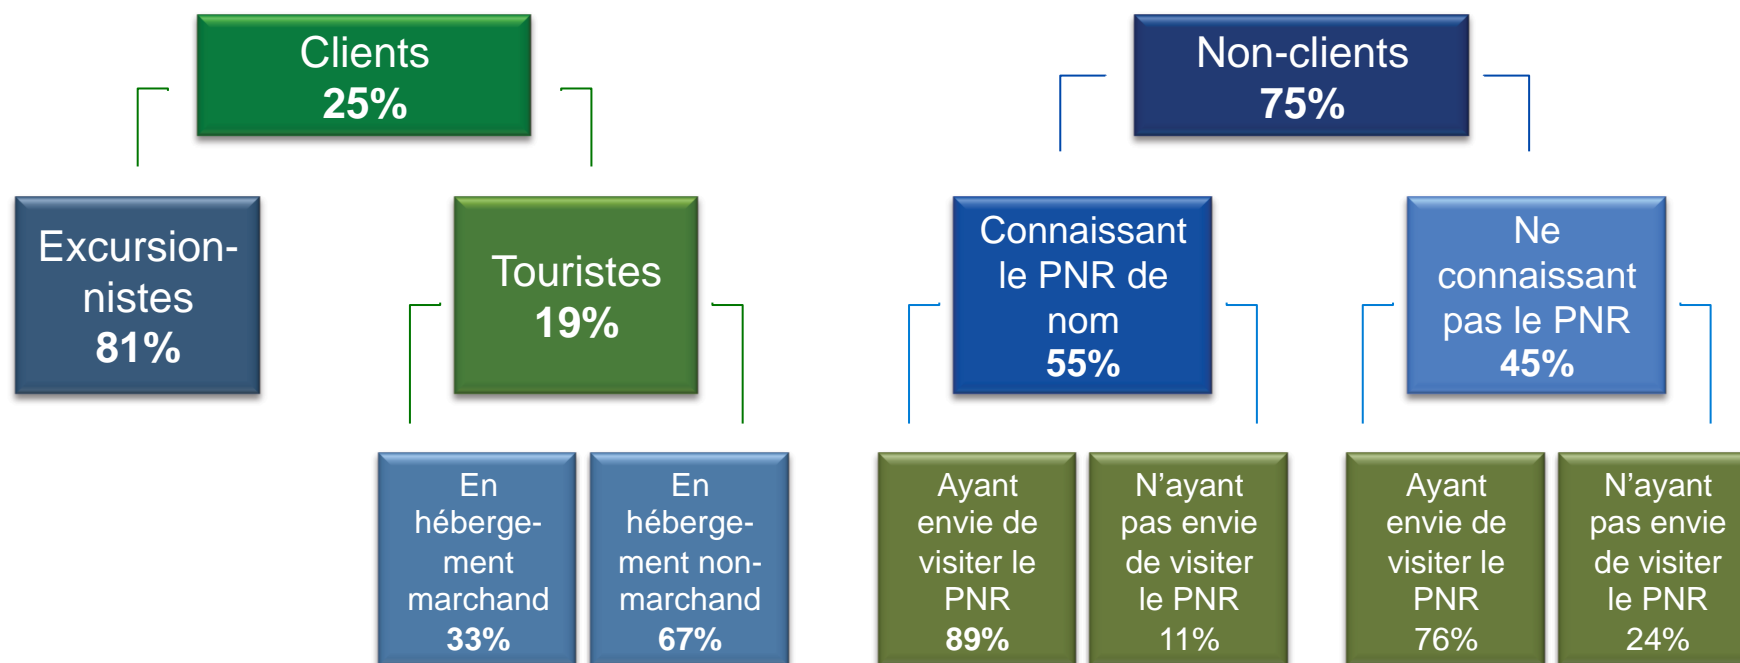 Clients
25%
Non-clients
75%
Excursion-
nistes
81%
Touristes
19%
Connaissant
le PNR de
nom
55%
Ne
connaissant
pas le PNR
45%
En
héberge-
ment
marchand
33%
En
héberge-
ment non-
marchand
67%
Ayant
envie de
visiter le
PNR
89%
N'ayant
pas envie
de visiter
le PNR
11%
Ayant
envie de
visiter le
PNR
76%
N'ayant
pas envie
de visiter
le PNR
24%